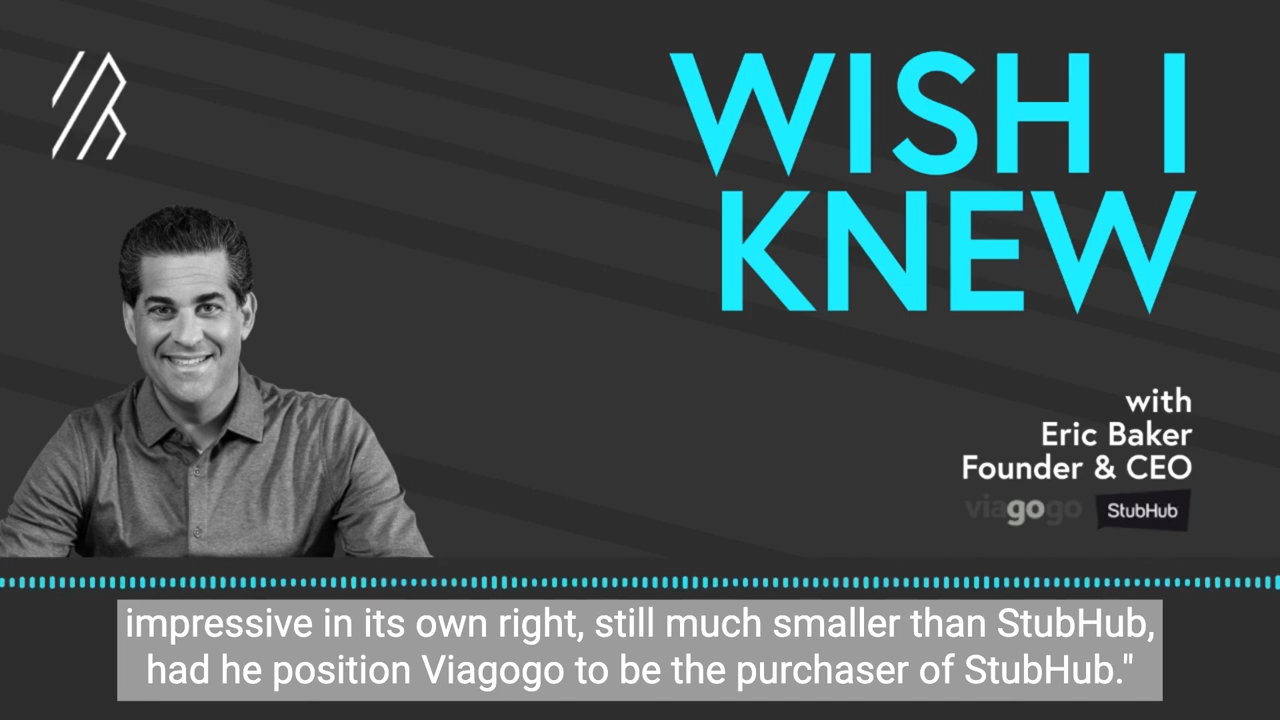 WISH I
KNEW
with
Eric Baker
Founder & CEO
viagogo StubHub
impressive in its own right, still much smaller than StubHub,
had he position Viagogo to be the purchaser of StubHub."